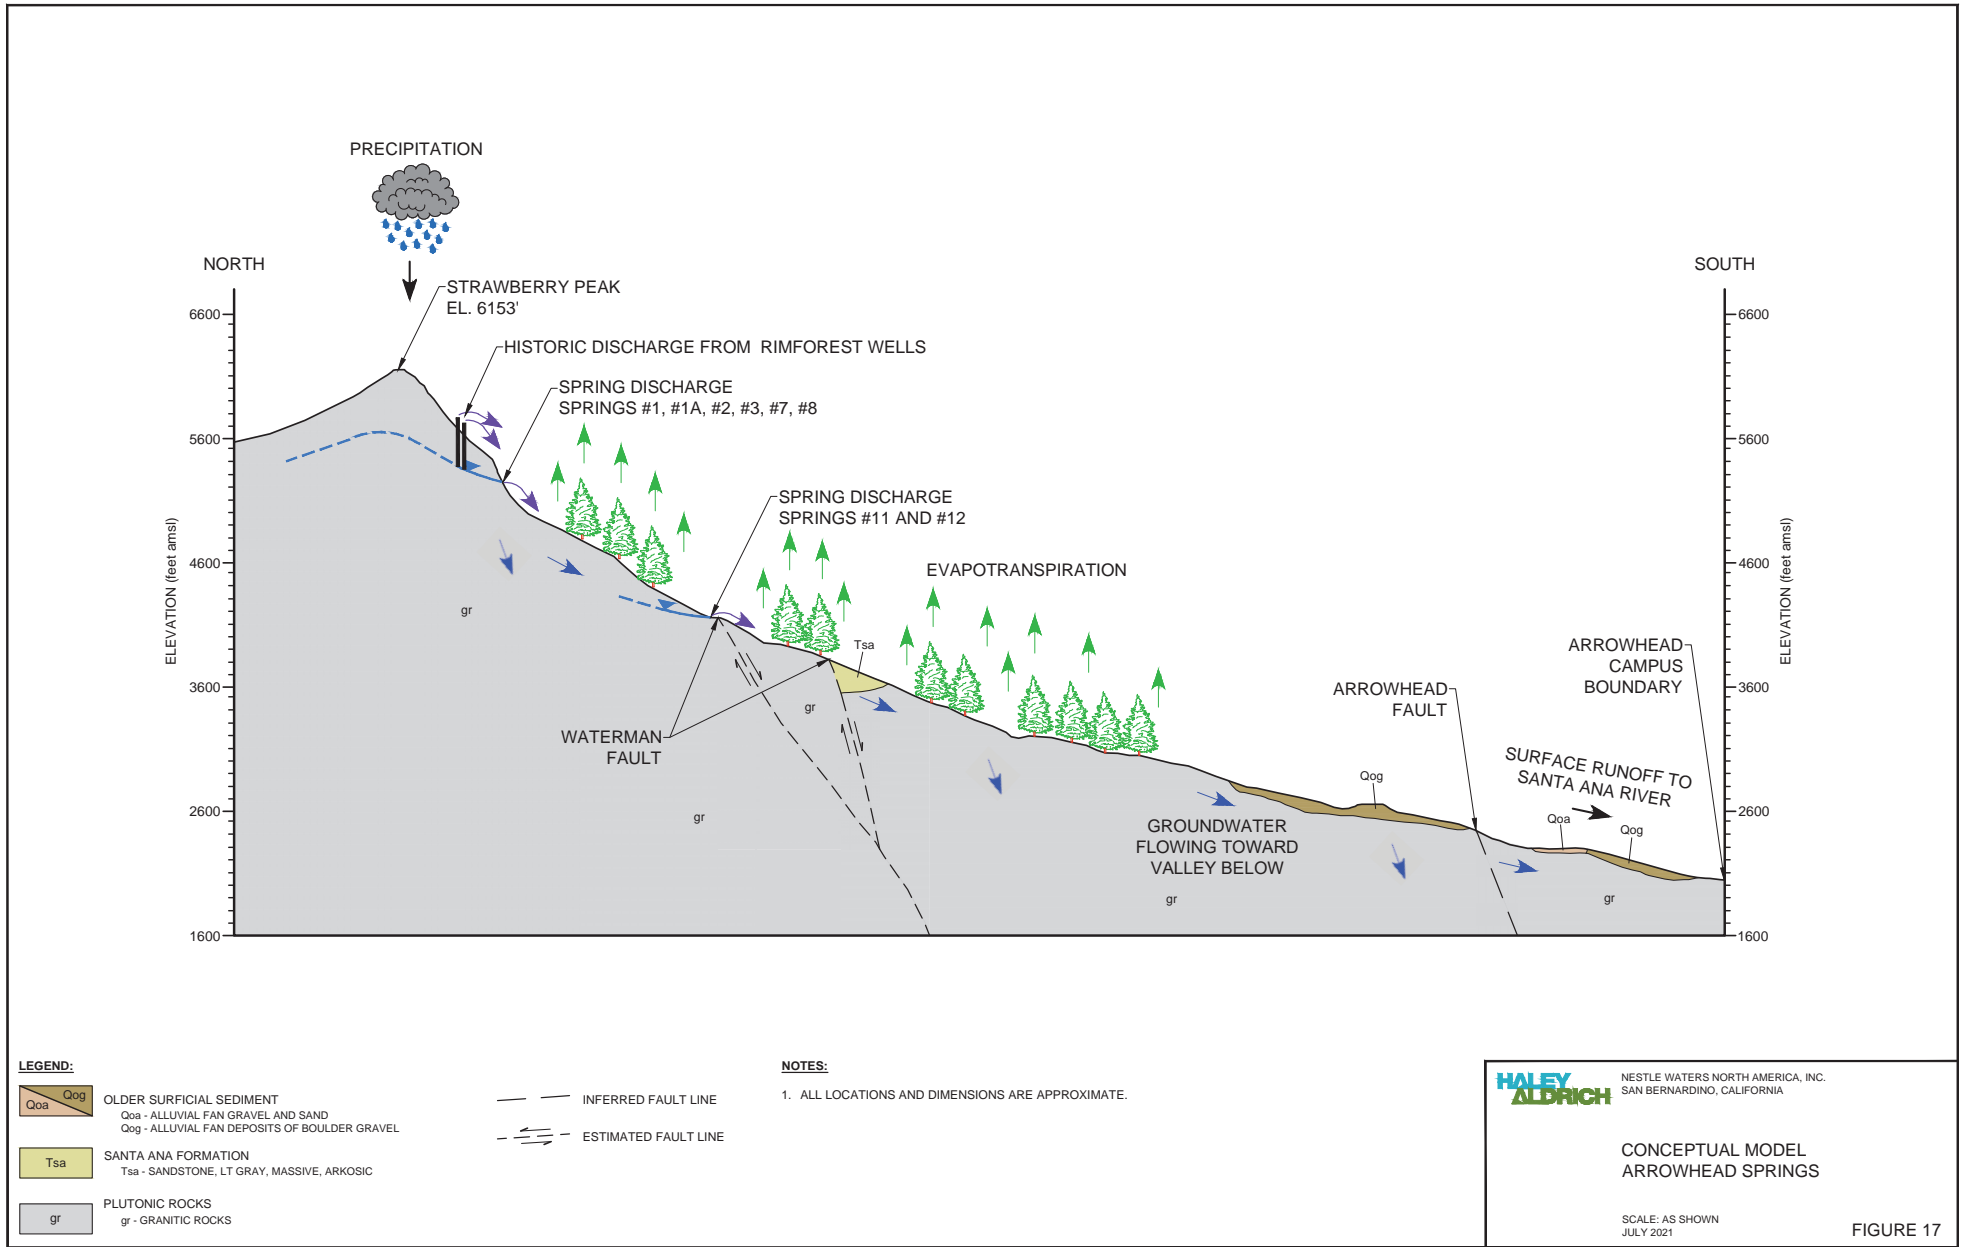 PRECIPITATION
NORTH
SOUTH
STRAWBERRY PEAK
EL. 6153'
6600
6600
HISTORIC DISCHARGE FROM RIMFOREST WELLS
SPRING DISCHARGE
SPRINGS #1, #1A, #2, #3, #7, #8
5600
5600
SPRING DISCHARGE
SPRINGS #11 AND #12
ELEVATION (feet amsl)
ELEVATION (feet amsl)
4600
4600
EVAPOTRANSPIRATION
gr
Tsa
ARROWHEAD
CAMPUS
BOUNDARY
3600
3600
ARROWHEAD
FAULT
gr
WATERMAN
FAULT
SURFACE RUNOFF TO
SANTA ANA RIVER
Qog
2600
2600
gr
Qoa
Qog
GROUNDWATER
FLOWING TOWARD
VALLEY BELOW
gr
gr
1600
1600
LEGEND:
Qoa
Qog
OLDER SURFICIAL SEDIMENT
Qoa - ALLUVIAL FAN GRAVEL AND SAND
Qog - ALLUVIAL FAN DEPOSITS OF BOULDER GRAVEL
Tsa
SANTA ANA FORMATION
Tsa - SANDSTONE, LT GRAY, MASSIVE, ARKOSIC
gr
PLUTONIC ROCKS
gr - GRANITIC ROCKS
INFERRED FAULT LINE
ESTIMATED FAULT LINE
NOTES:
1. ALL LOCATIONS AND DIMENSIONS ARE APPROXIMATE.
HALEY
ALDRICH
NESTLE WATERS NORTH AMERICA, INC.
SAN BERNARDINO, CALIFORNIA
CONCEPTUAL MODEL
ARROWHEAD SPRINGS
SCALE: AS SHOWN
JULY 2021
FIGURE 17